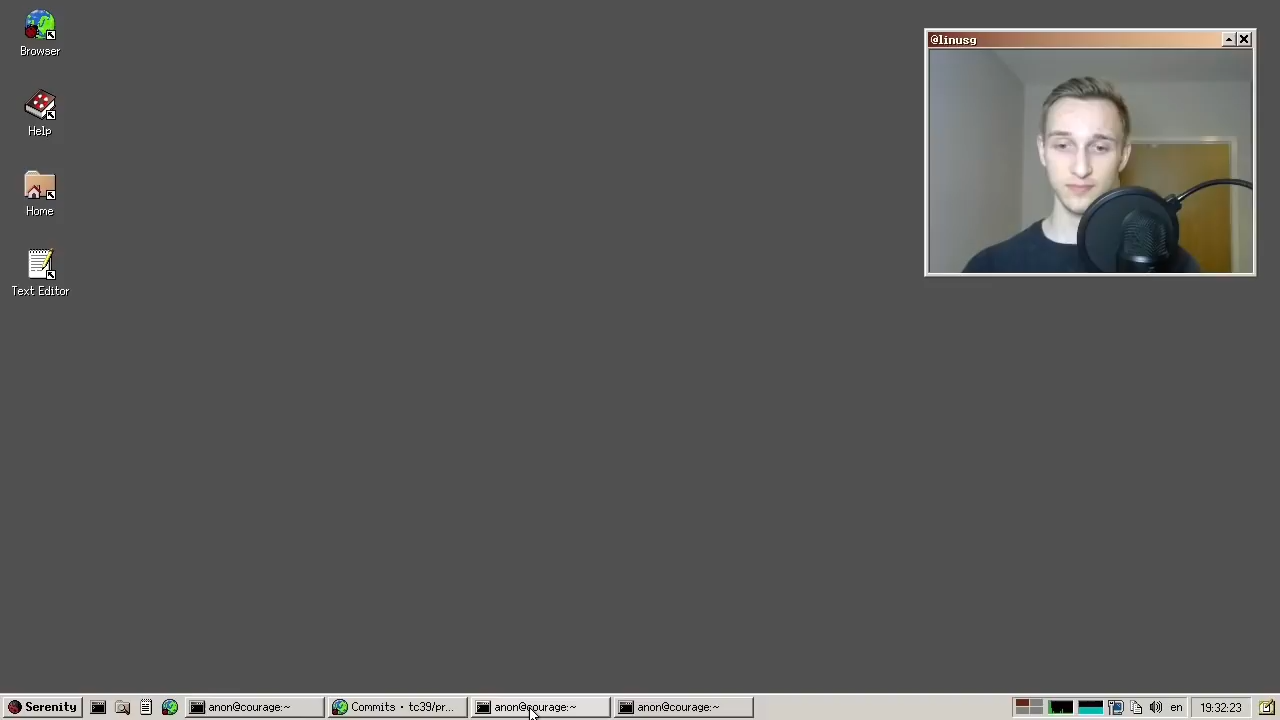 Browser
@linusg
Help
Home
Text Editor
Serenity
anon@courage:~
Commits · tc39/pr...
anon@courage:~
anon@courage:~
en
19:32:23